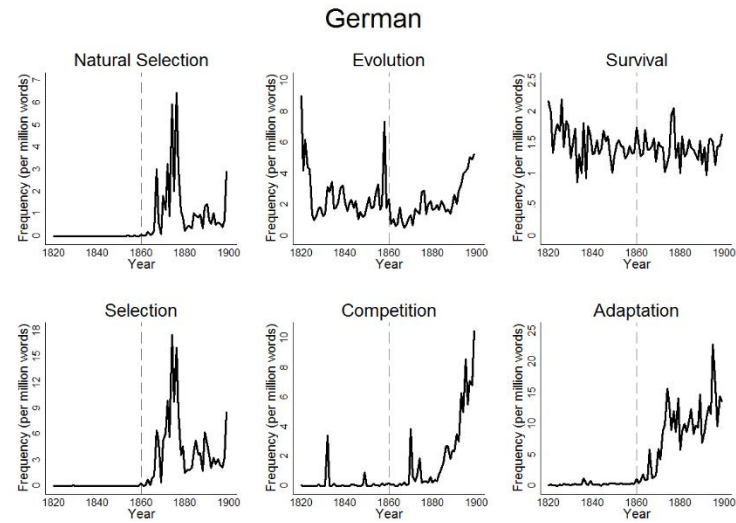 German
Natural Selection
Frequency (per million words)
0 1 2 3 4 5 6 7
1820 1840 1860 1880 1900
Year
Evolution
Frequency (per million words)
0 2 4 6 8 10
1820 1840 1860 1880 1900
Year
Survival
Frequency (per million words)
0 .5 1 1.5 2.0 2.5
1820 1840 1860 1880 1900
Year
Selection
Frequency (per million words)
0 3 6 9 12 15 18
1820 1840 1860 1880 1900
Year
Competition
Frequency (per million words)
0 2 4 6 8 10
1820 1840 1860 1880 1900
Year
Adaptation
Frequency (per million words)
0 5 10 15 20 25
1820 1840 1860 1880 1900
Year